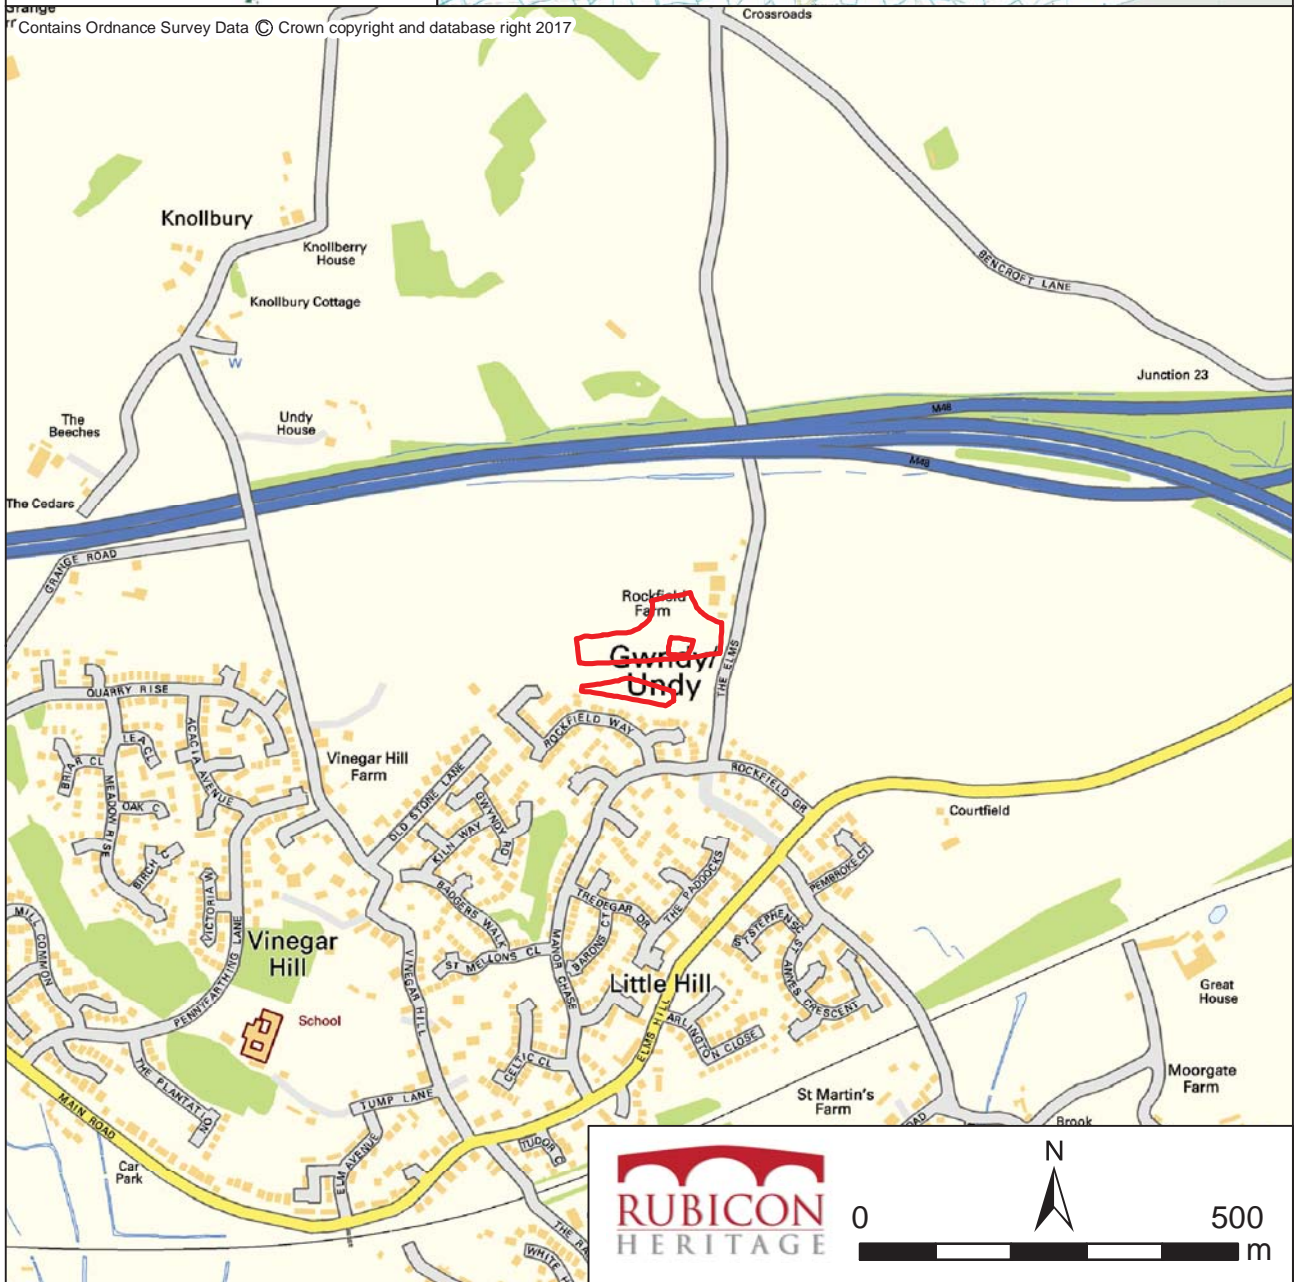 Grange
Contains Ordnance Survey Data © Crown copyright and database right 2017
Crossroads
Knollbury
Knollberry
House
Knollbury Cottage
BENCROFT LANE
W
Junction 23
The
Beeches
Undy
House
M48
M48
The Cedars
GRANGE ROAD
Rockfield
Farm
Gwndy/
Undy
THE ELMS
QUARRY RISE
ACACIA AVENUE
LEA CL
BRIAR CL
MEADOW RISE
OAK C
BIRCH C
VICTORIA W
Vinegar Hill
Farm
OLD STONE LANE
ROCKFIELD WAY
ROCKFIELD DR
GWYNDY RD
KILN WAY
BADGERS WALK
ST MELLONS CL
Courtfield
PEMBROKE CT
THE PADDOCKS
TREDEGAR DR
BARONS CT
MANOR CHASE
ST STEPHENS C
ST ANNES CRESCENT
MILL COMMON
PENNYFARTHING LANE
Vinegar
Hill
VINEGAR HILL
Little Hill
Great
House
School
ELMS HILL
ARLINGTON CLOSE
CELTIC CL
THE PLANTATION
TUMP LANE
MAIN ROAD
St Martin's
Farm
Moorgate
Farm
OAD
Brook
Car
Park
ELM AVENUE
TUDOR C
THE RA
WHITE H
RUBICON
HERITAGE
N
0 500
m